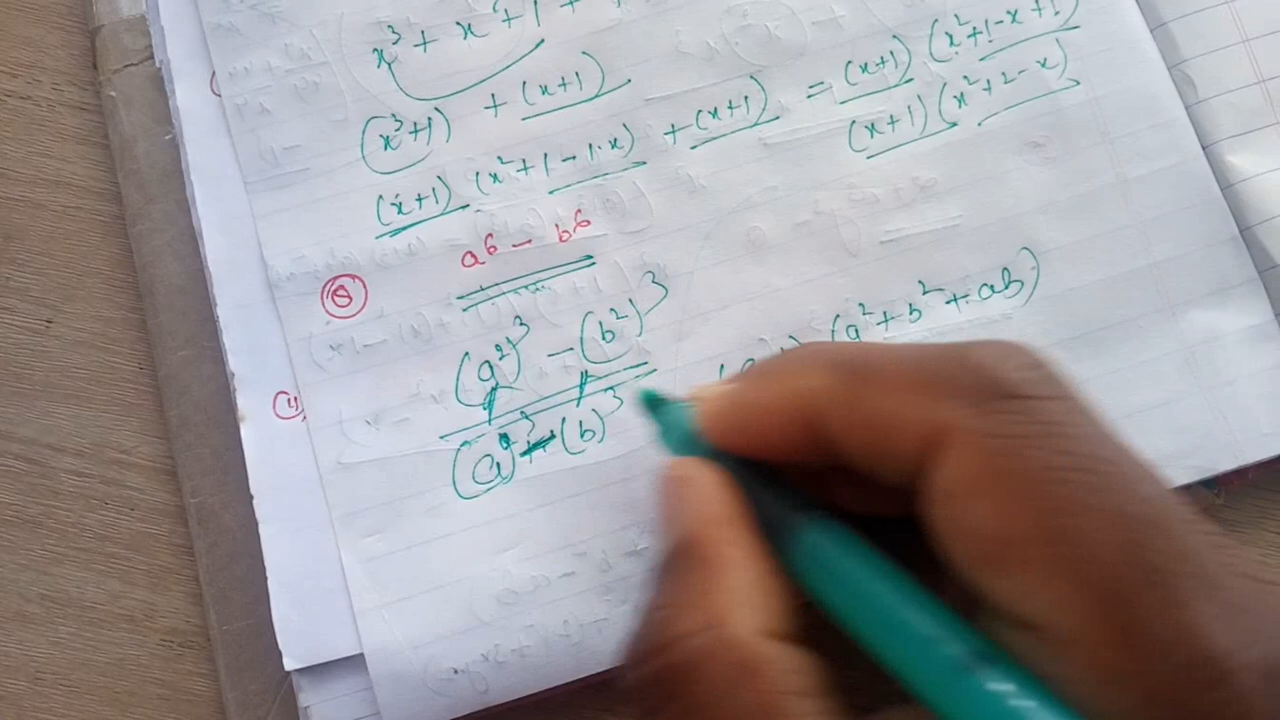 x³ + x² + 1 +
(x³+1) + (x+1)
(x+1) (x²+1-1·x) + (x+1) = (x+1) (x²+1-x+1)
(x+1) (x²+2-x)
⑧ a⁶ - b⁶
(a²)³ - (b²)³
(a)³ - (b)³
(a²+b²+ab)
(4)